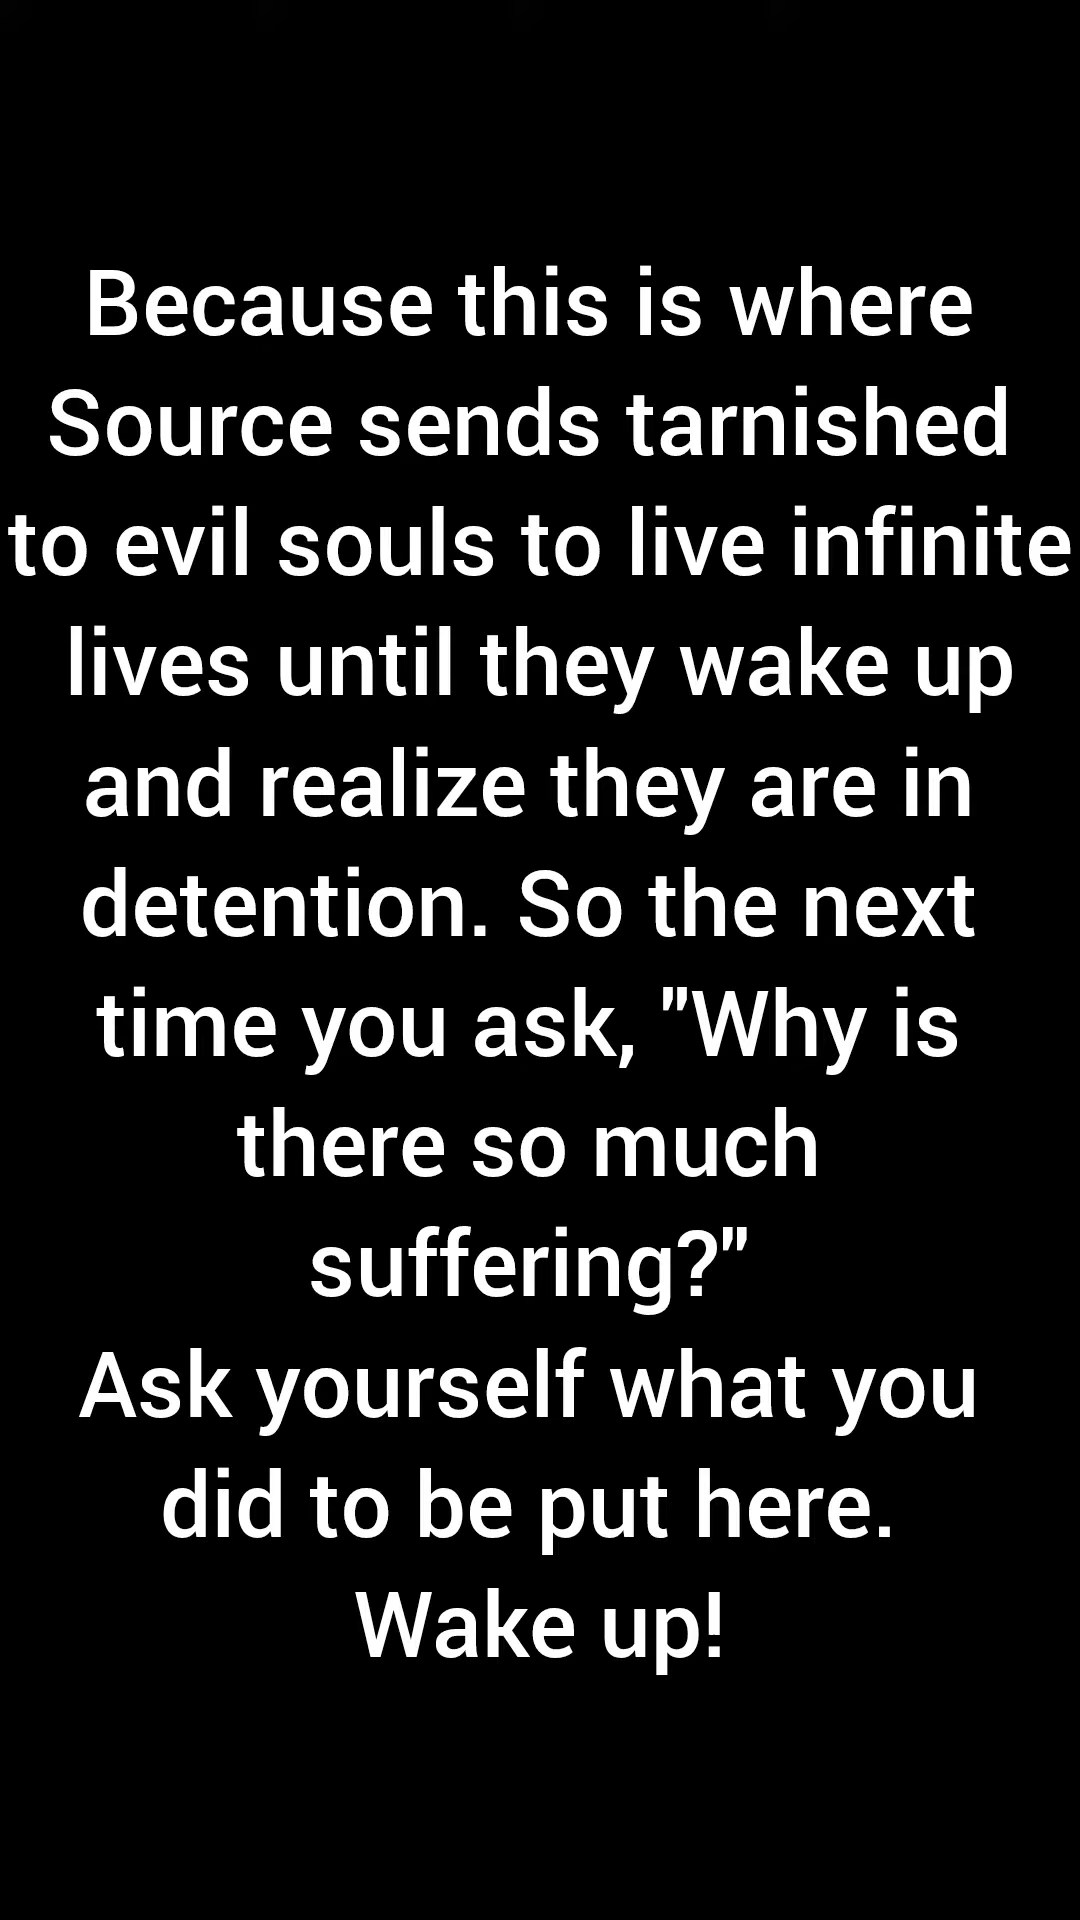 Because this is where
Source sends tarnished
to evil souls to live infinite
lives until they wake up
and realize they are in
detention. So the next
time you ask, "Why is
there so much
suffering?"
Ask yourself what you
did to be put here.
Wake up!